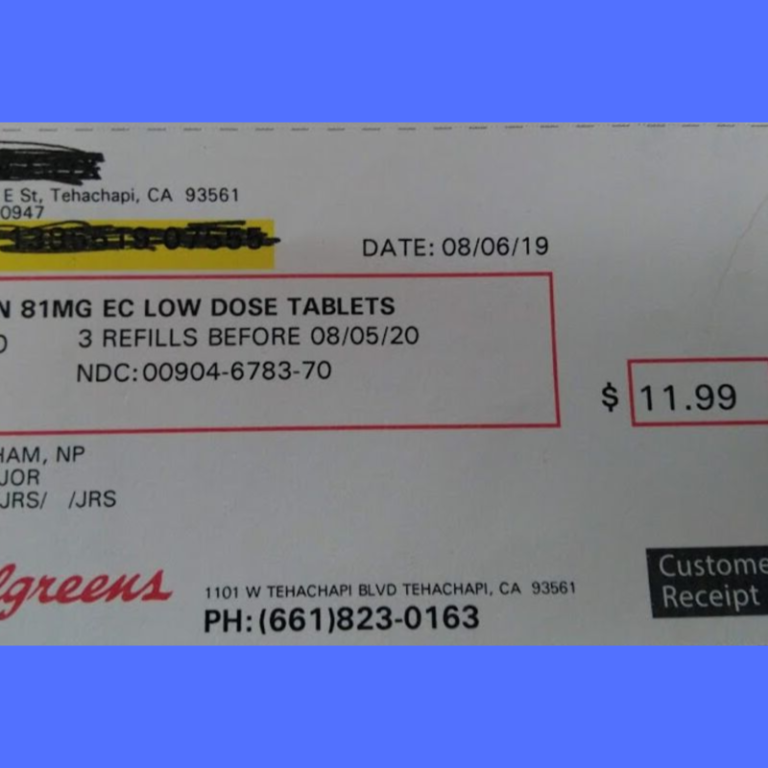 E St, Tehachapi, CA 93561
0947
DATE: 08/06/19
N 81MG EC LOW DOSE TABLETS
3 REFILLS BEFORE 08/05/20
NDC:00904-6783-70
$ 11.99
HAM, NP
JOR
JRS/ /JRS
lgreens
1101 W TEHACHAPI BLVD TEHACHAPI, CA 93561
PH:(661)823-0163
Custome
Receipt